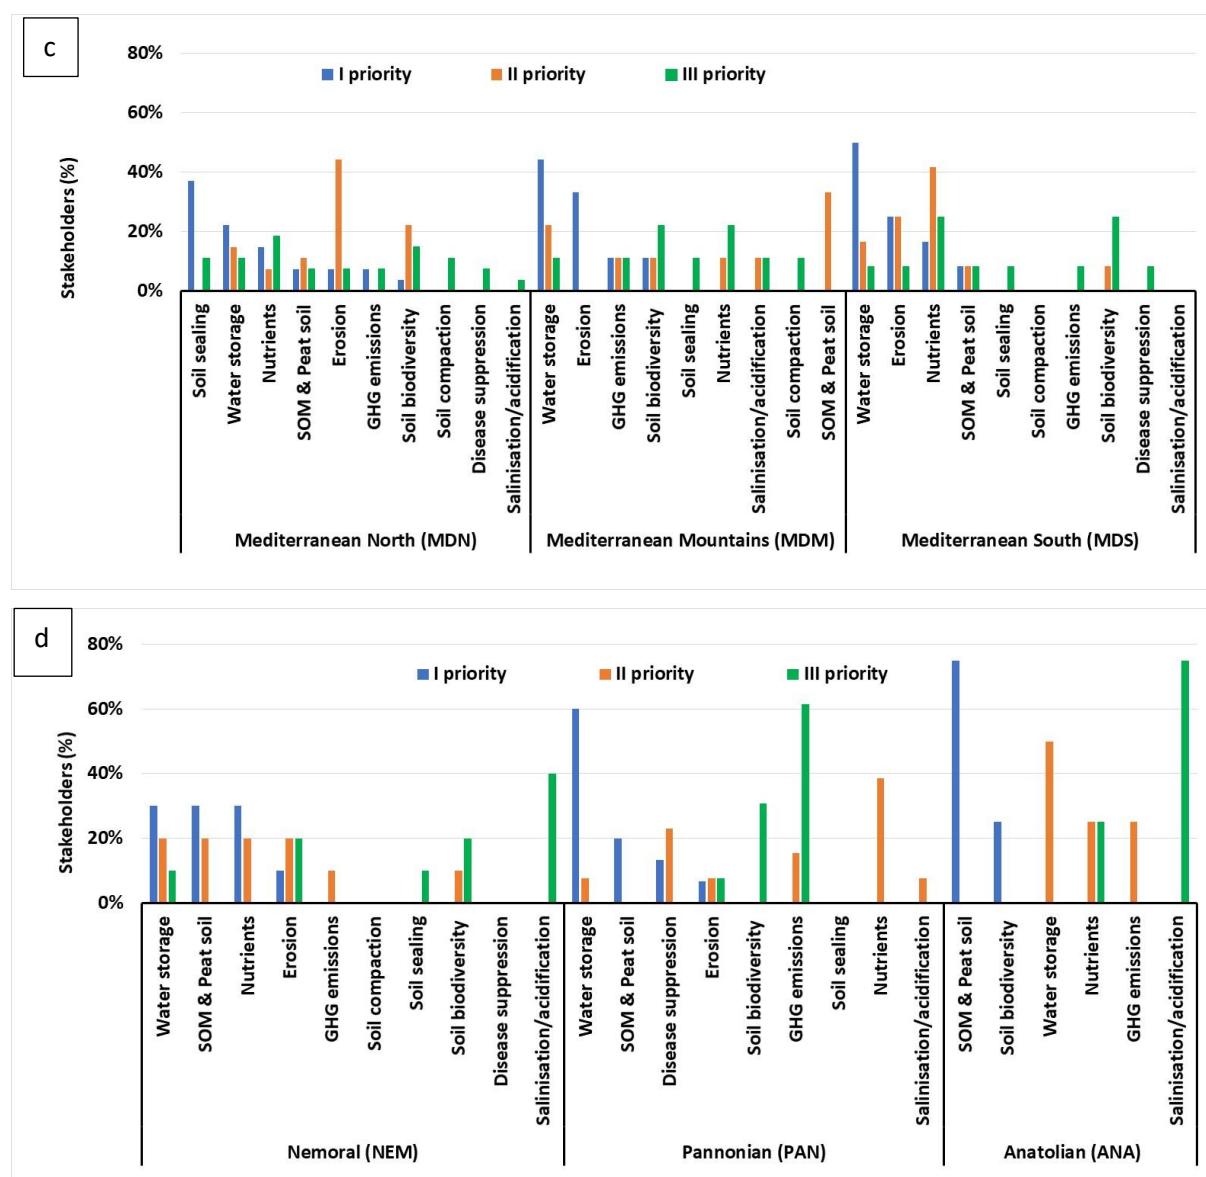 c
80%
I priority II priority III priority
60%
40%
20%
0%
Stakeholders (%)
Soil sealing
Water storage
Nutrients
SOM & Peat soil
Erosion
GHG emissions
Soil biodiversity
Soil compaction
Disease suppression
Salinisation/acidification
Water storage
Erosion
GHG emissions
Soil biodiversity
Soil sealing
Nutrients
Salinisation/acidification
Soil compaction
SOM & Peat soil
Water storage
Erosion
Nutrients
SOM & Peat soil
Soil sealing
Soil compaction
GHG emissions
Soil biodiversity
Disease suppression
Salinisation/acidification
Mediterranean North (MDN) Mediterranean Mountains (MDM) Mediterranean South (MDS)
d
80%
I priority II priority III priority
60%
40%
20%
0%
Stakeholders (%)
Water storage
SOM & Peat soil
Nutrients
Erosion
GHG emissions
Soil compaction
Soil sealing
Soil biodiversity
Disease suppression
Salinisation/acidification
Water storage
SOM & Peat soil
Disease suppression
Erosion
Soil biodiversity
GHG emissions
Soil sealing
Nutrients
Salinisation/acidification
SOM & Peat soil
Soil biodiversity
Water storage
Nutrients
GHG emissions
Salinisation/acidification
Nemoral (NEM) Pannonian (PAN) Anatolian (ANA)